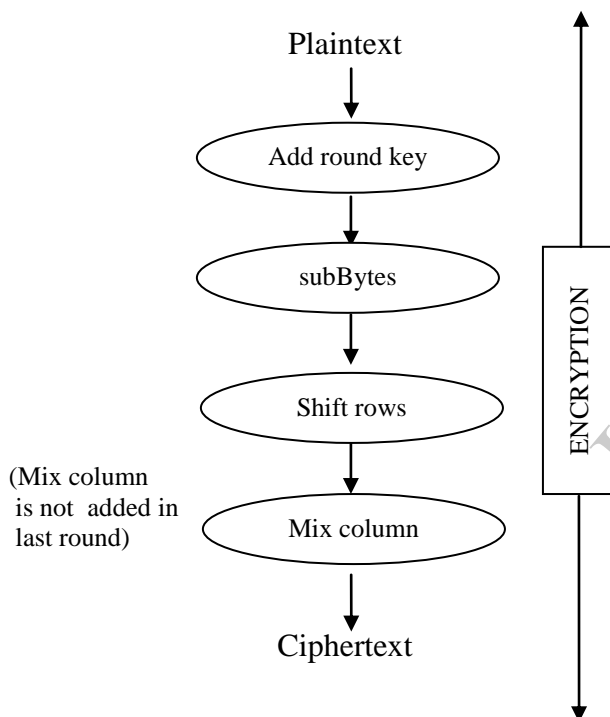 Plaintext
Add round key
subBytes
Shift rows
(Mix column
is not added in
last round)
Mix column
Ciphertext
ENCRYPTION